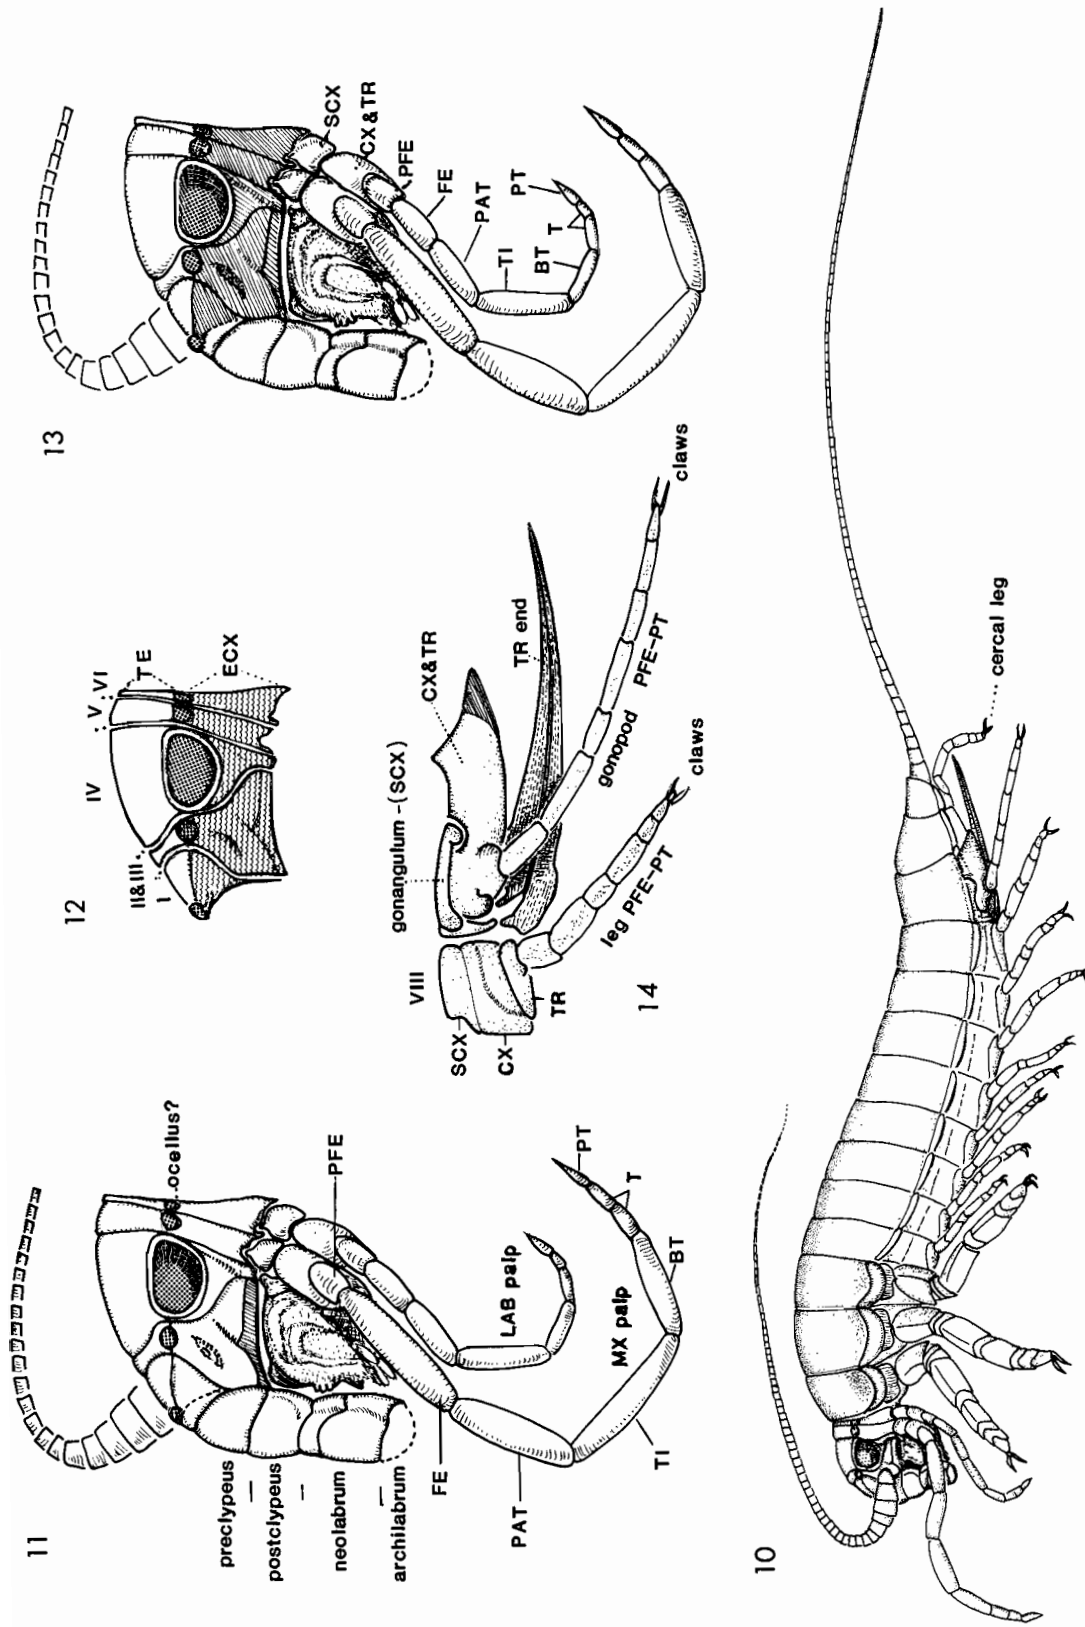 11
ocellus?
PFE
preclypeus
postclypeus
neolabrum
archilabrum
FE
PAT
LAB palp
MX palp
PT
T
BT
TI
12
I
II&III
IV
V
VI
TE
ECX
14
VIII
SCX
CX
TR
gonangulum-(SCX)
CX&TR
TR end
gonopod PFE-PT
claws
leg PFE-PT
claws
13
SCX
CX&TR
PFE
FE
PAT
TI
BT
T
PT
10
cercal leg